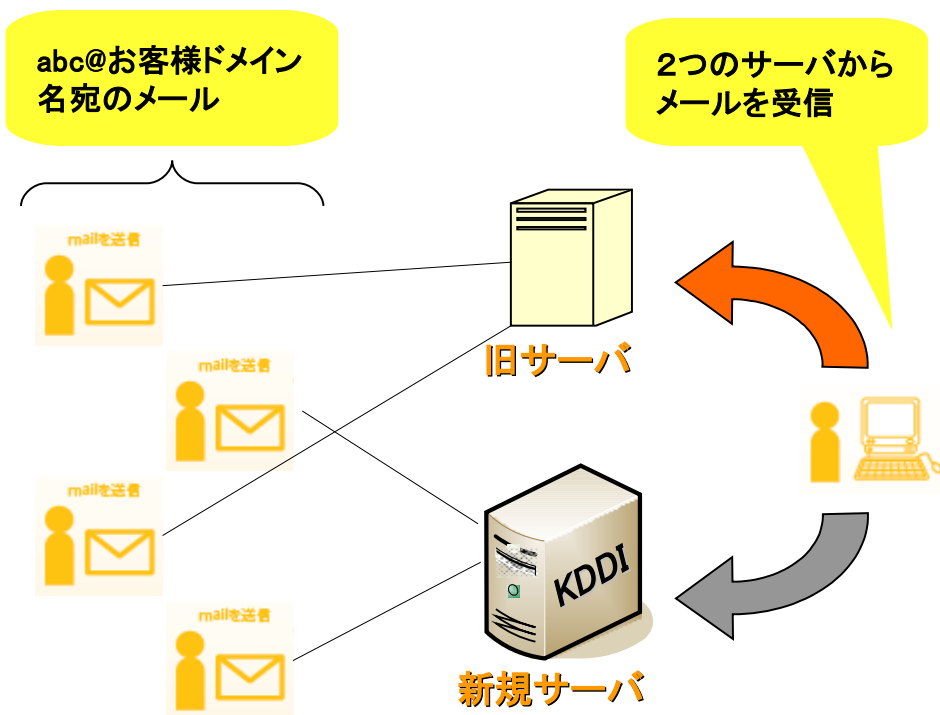 abc@お客様ドメイン
名宛のメール
２つのサーバから
メールを受信
mailを送信
旧サーバ
mailを送信
mailを送信
KDDI
mailを送信
新規サーバ